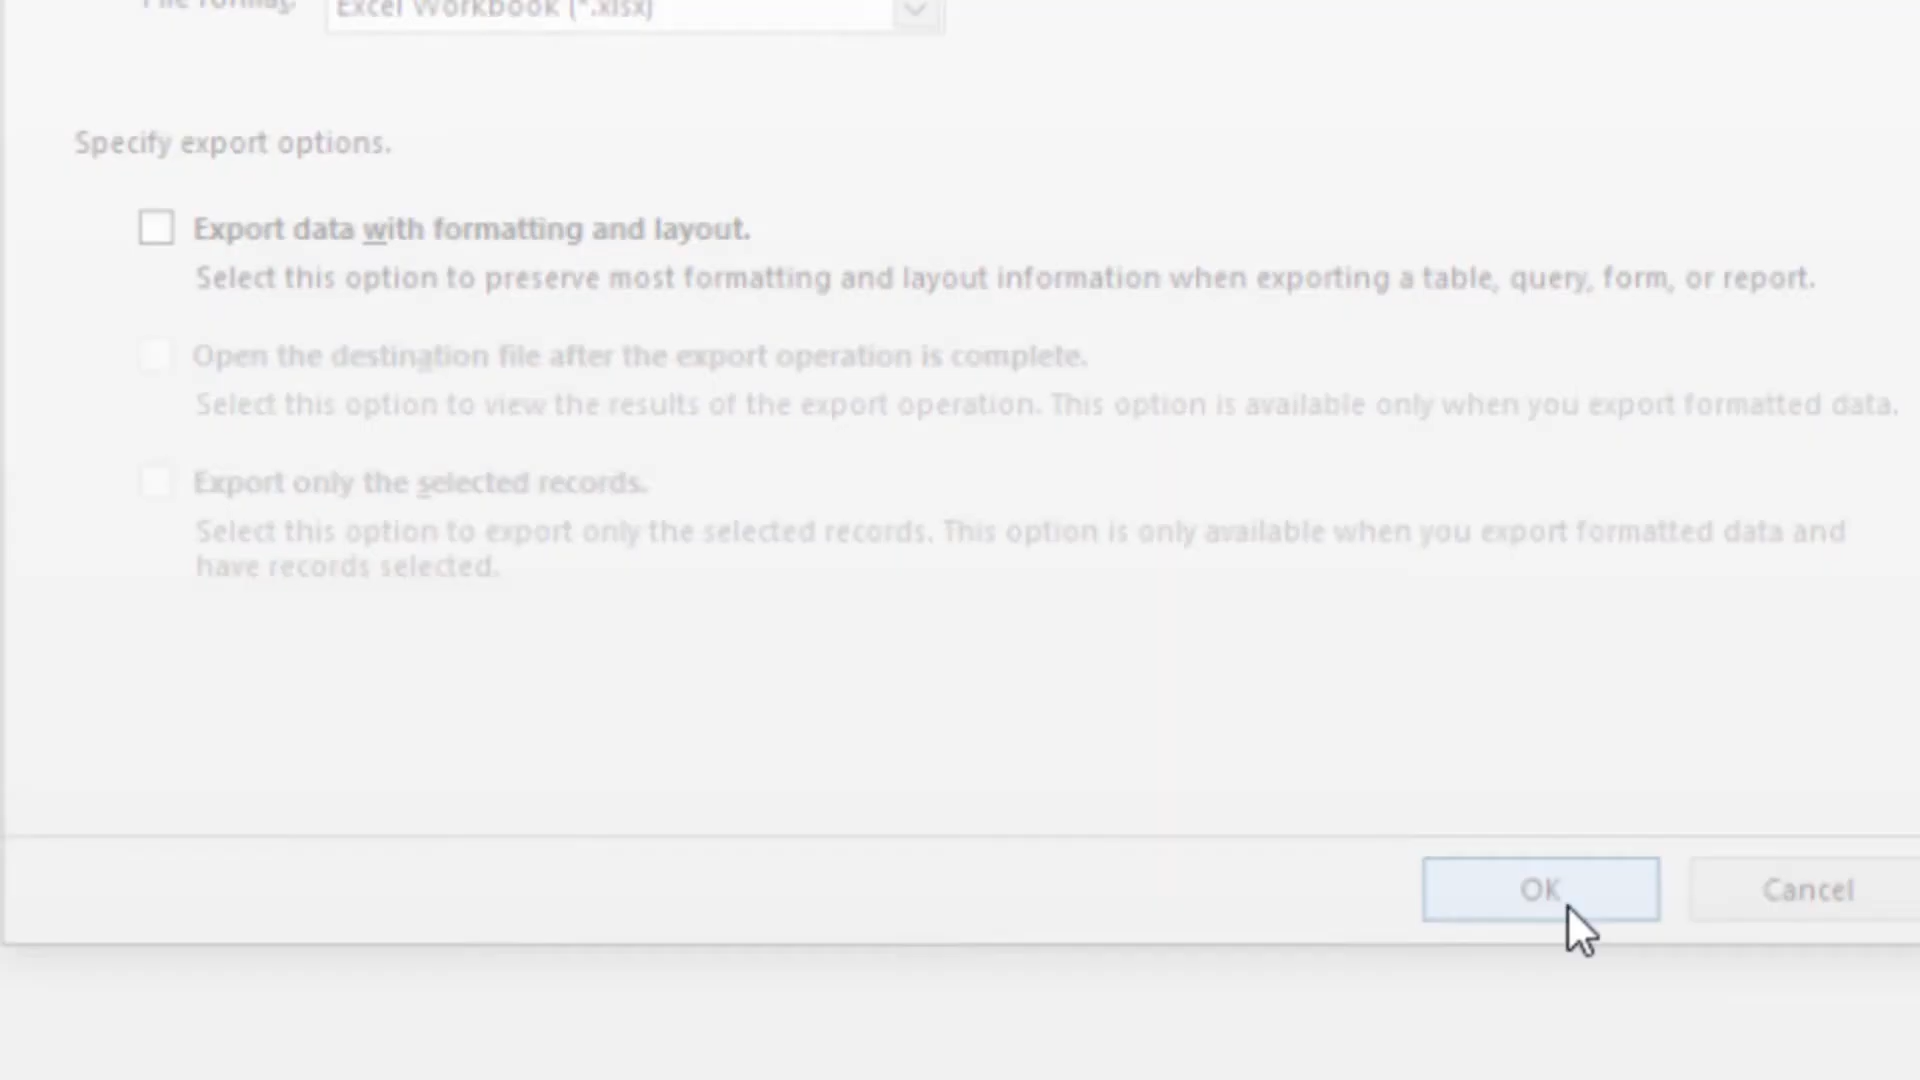 File format:
Excel Workbook (*.xlsx)
Specify export options.
Export data with formatting and layout.
Select this option to preserve most formatting and layout information when exporting a table, query, form, or report.
Open the destination file after the export operation is complete.
Select this option to view the results of the export operation. This option is available only when you export formatted data.
Export only the selected records.
Select this option to export only the selected records. This option is only available when you export formatted data and
have records selected.
OK
Cancel